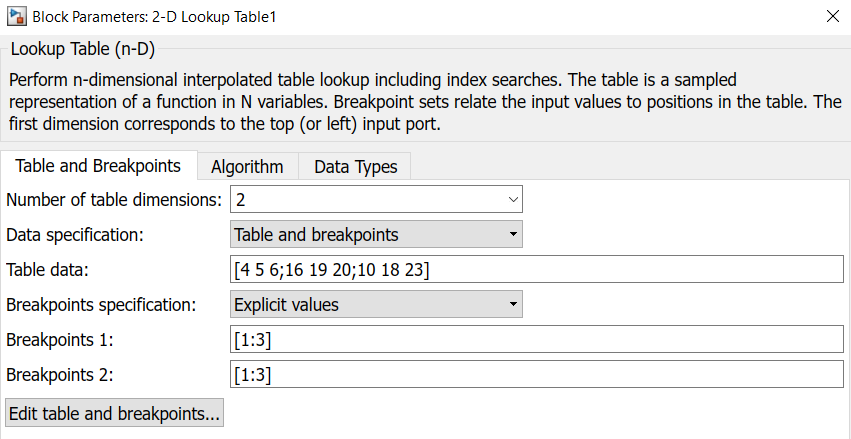 Block Parameters: 2-D Lookup Table1
Lookup Table (n-D)
Perform n-dimensional interpolated table lookup including index searches. The table is a sampled
representation of a function in N variables. Breakpoint sets relate the input values to positions in the table. The
first dimension corresponds to the top (or left) input port.
Table and Breakpoints Algorithm Data Types
Number of table dimensions: 2
Data specification: Table and breakpoints
Table data: [4 5 6;16 19 20;10 18 23]
Breakpoints specification: Explicit values
Breakpoints 1: [1:3]
Breakpoints 2: [1:3]
Edit table and breakpoints...